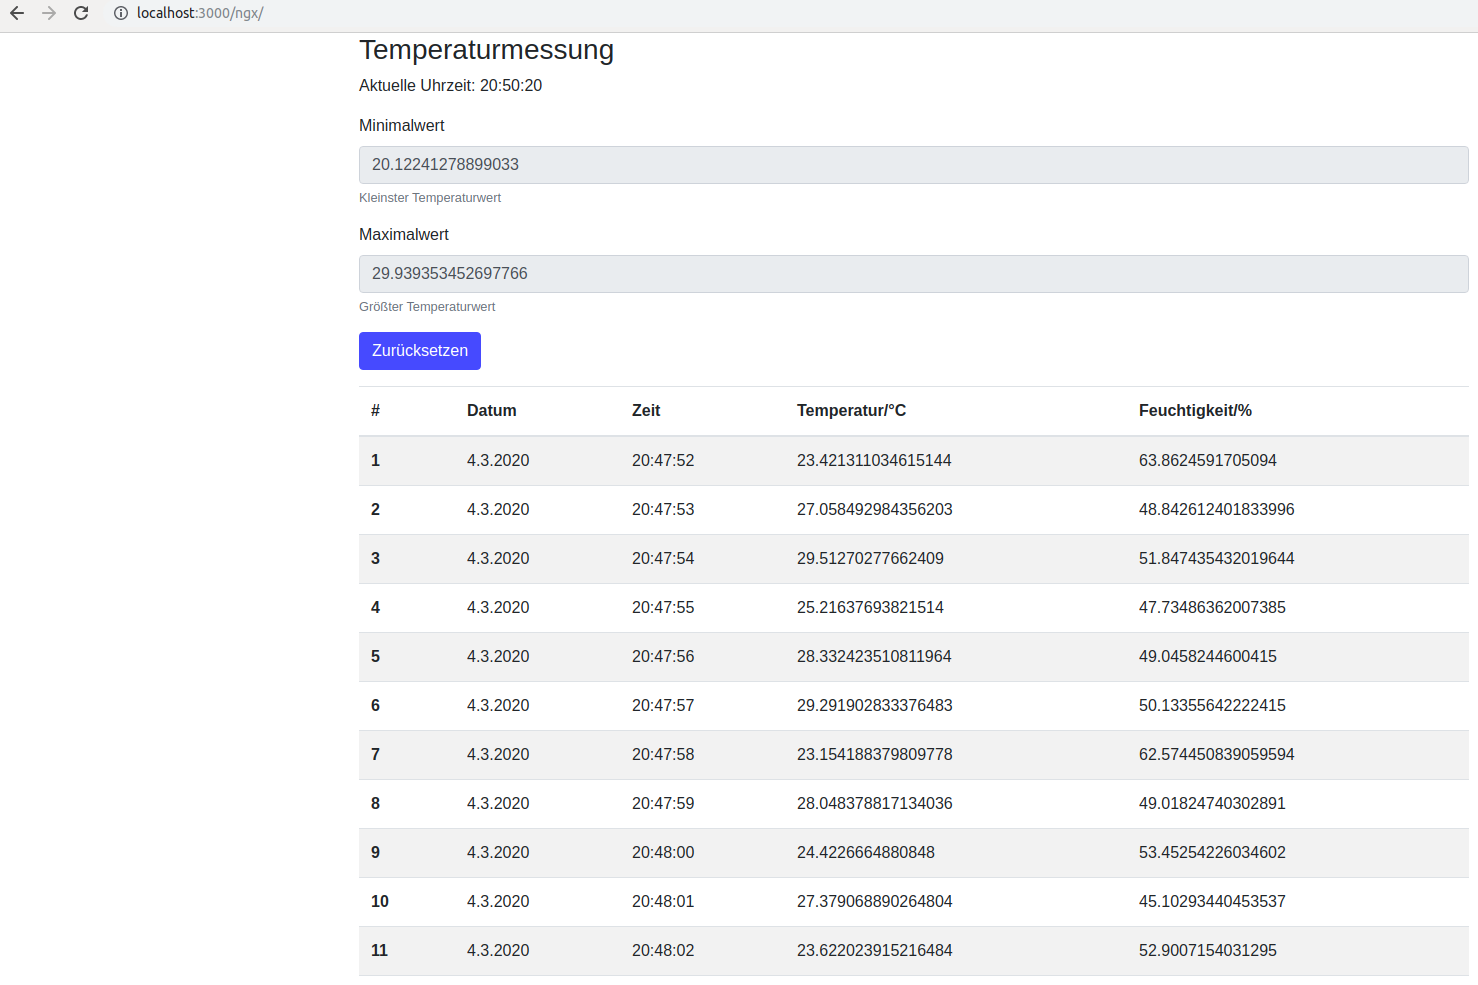 localhost:3000/ngx/
Temperaturmessung
Aktuelle Uhrzeit: 20:50:20
Minimalwert
20.12241278899033
Kleinster Temperaturwert
Maximalwert
29.939353452697766
Größter Temperaturwert
Zurücksetzen
# Datum Zeit Temperatur/°C Feuchtigkeit/%
1 4.3.2020 20:47:52 23.421311034615144 63.8624591705094
2 4.3.2020 20:47:53 27.058492984356203 48.842612401833996
3 4.3.2020 20:47:54 29.51270277662409 51.847435432019644
4 4.3.2020 20:47:55 25.21637693821514 47.73486362007385
5 4.3.2020 20:47:56 28.332423510811964 49.0458244600415
6 4.3.2020 20:47:57 29.291902833376483 50.13355642222415
7 4.3.2020 20:47:58 23.154188379809778 62.574450839059594
8 4.3.2020 20:47:59 28.048378817134036 49.01824740302891
9 4.3.2020 20:48:00 24.4226664880848 53.45254226034602
10 4.3.2020 20:48:01 27.379068890264804 45.10293440453537
11 4.3.2020 20:48:02 23.622023915216484 52.9007154031295